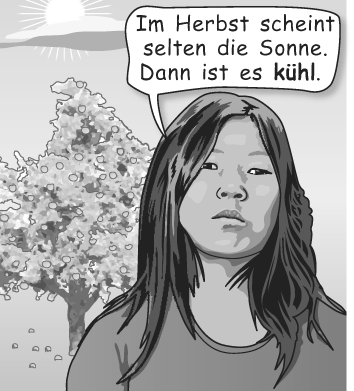 Im Herbst scheint
selten die Sonne.
Dann ist es kühl.